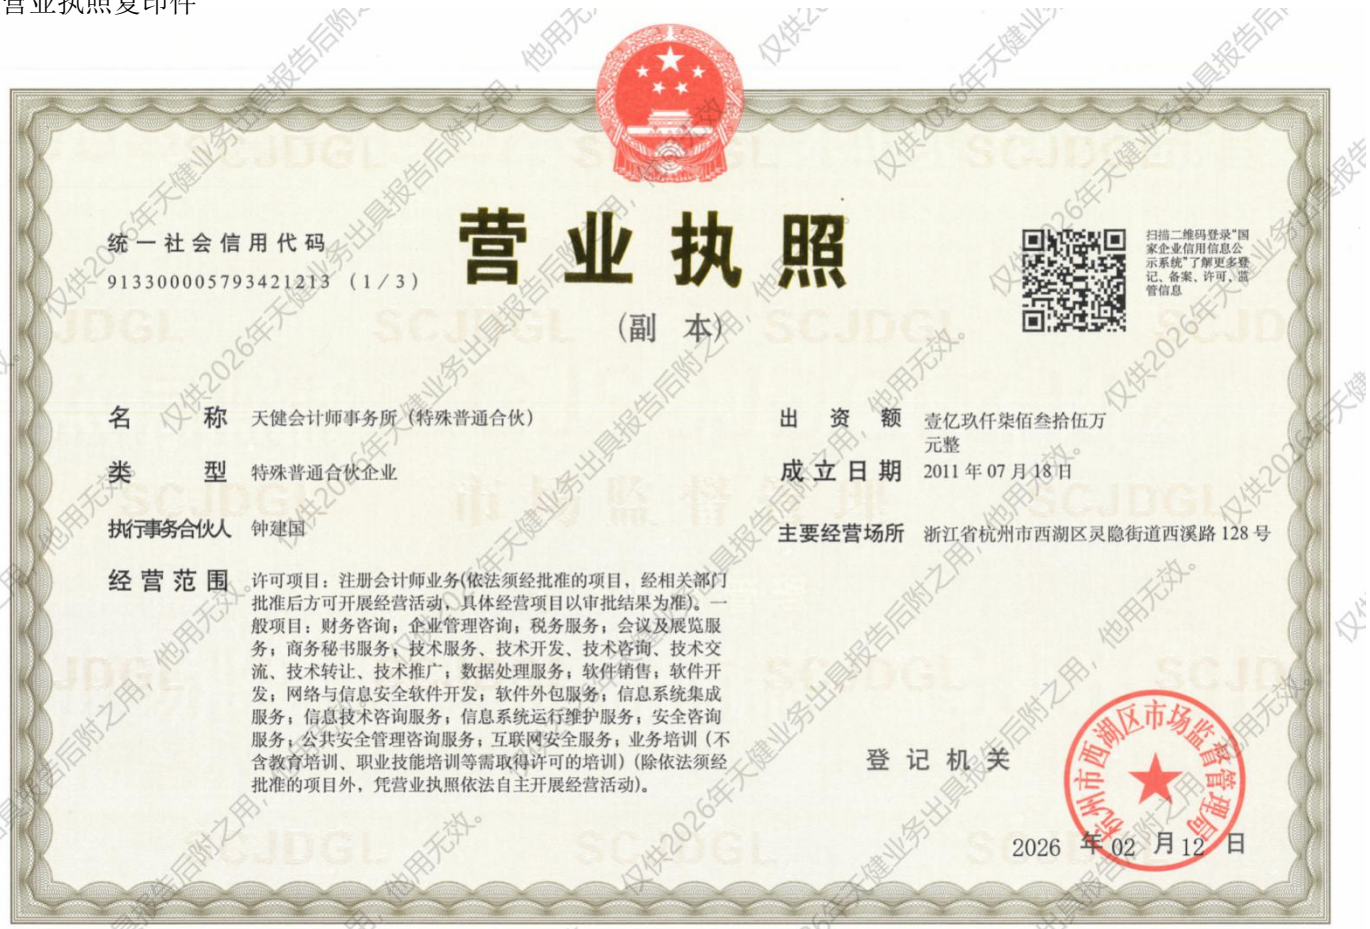 营业执照复印件
营业执照
(副 本)
统一社会信用代码
913300005793421213 (1/3)
扫描二维码登录“国
家企业信用信息公
示系统”了解更多登
记、备案、许可、监
管信息
名 称 天健会计师事务所（特殊普通合伙）
类 型 特殊普通合伙企业
执行事务合伙人 钟建国
经营范围 许可项目：注册会计师业务(依法须经批准的项目，经相关部门
批准后方可开展经营活动，具体经营项目以审批结果为准)。一
般项目：财务咨询；企业管理咨询；税务服务；会议及展览服
务；商务秘书服务；技术服务、技术开发、技术咨询、技术交
流、技术转让、技术推广；数据处理服务；软件销售；软件开
发；网络与信息安全软件开发；软件外包服务；信息系统集成
服务；信息技术咨询服务；信息系统运行维护服务；安全咨询
服务；公共安全管理咨询服务；互联网安全服务；业务培训（不
含教育培训、职业技能培训等需取得许可的培训）(除依法须经
批准的项目外，凭营业执照依法自主开展经营活动)。
出 资 额 壹亿玖仟柒佰叁拾伍万
元整
成立日期 2011年07月18日
主要经营场所 浙江省杭州市西湖区灵隐街道西溪路128号
登记机关
杭州市西湖区市场监督管理局
2026 年 02 月 12 日
仅供2026年天健业务出具报告后附之用，他用无效。
SCJDGL
市场监督管理